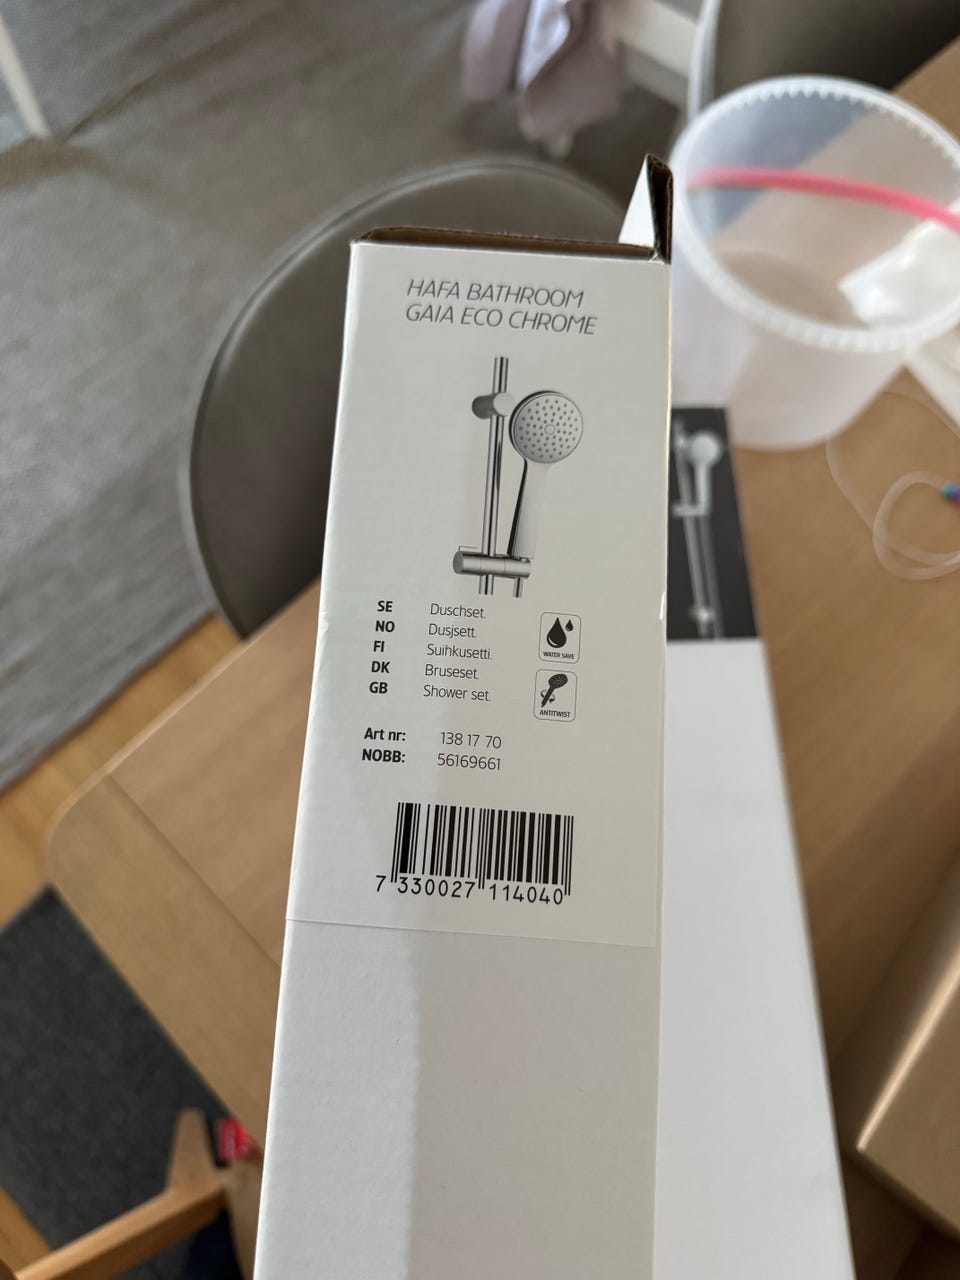 HAFA BATHROOM
GAIA ECO CHROME
SE Duschset.
NO Dusjsett.
FI Suihkusetti.
DK Bruseset.
GB Shower set.
WATER SAVE
ANTITWIST
Art nr: 138 17 70
NOBB: 56169661
7 330027 114040